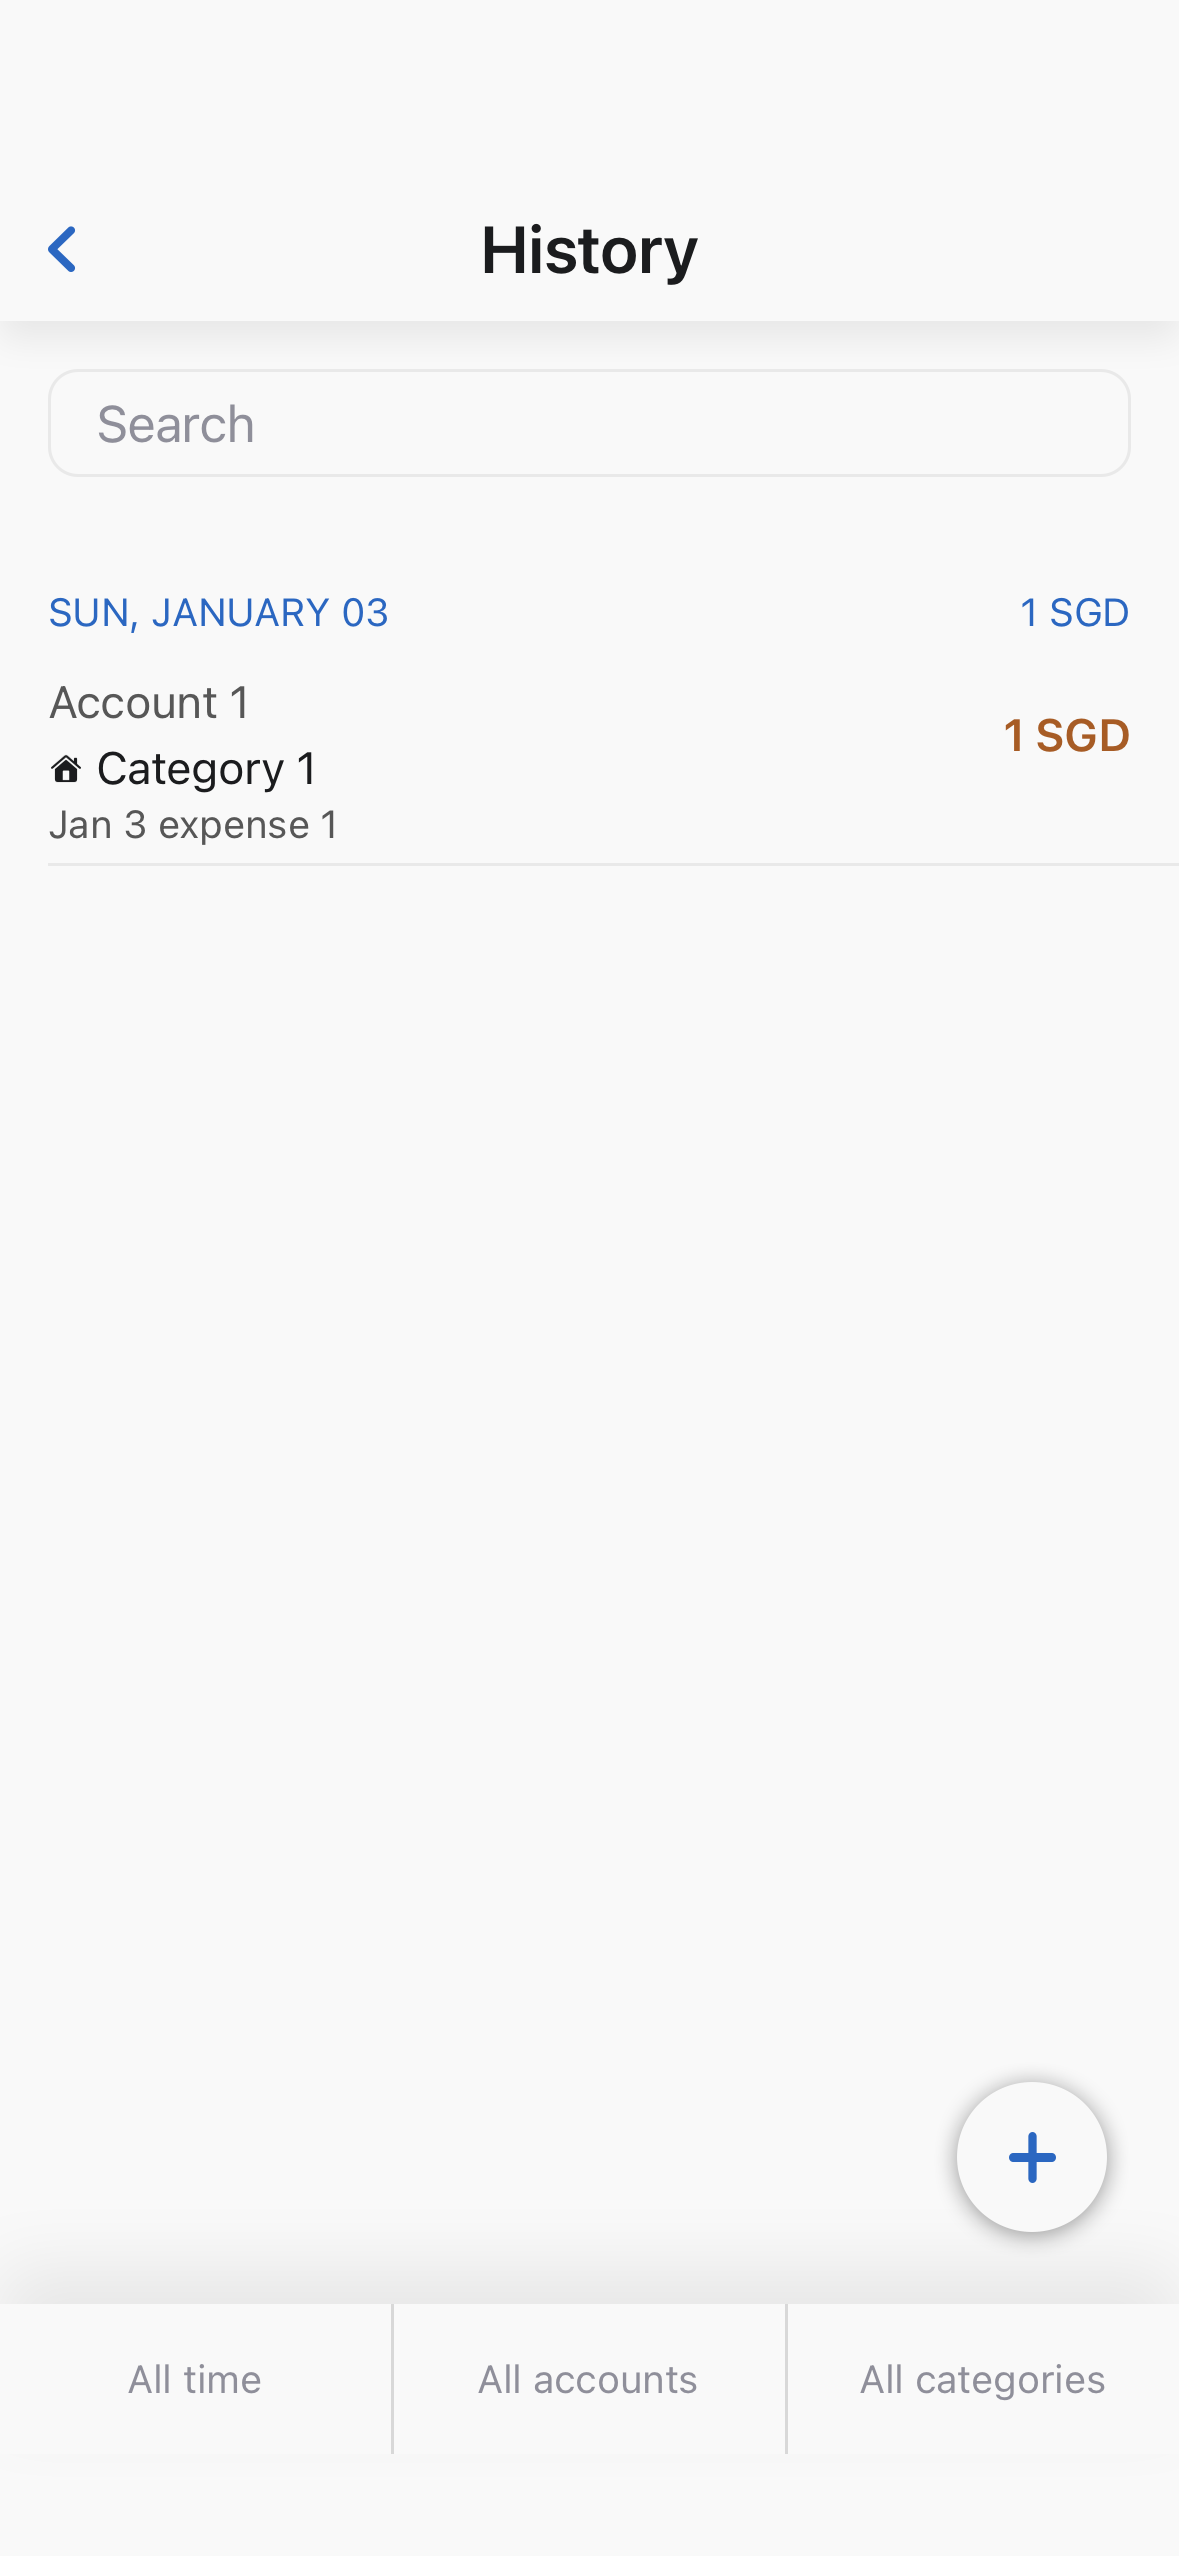 History
Search
SUN, JANUARY 03 1 SGD
Account 1
1 SGD
Category 1
Jan 3 expense 1
All time All accounts All categories